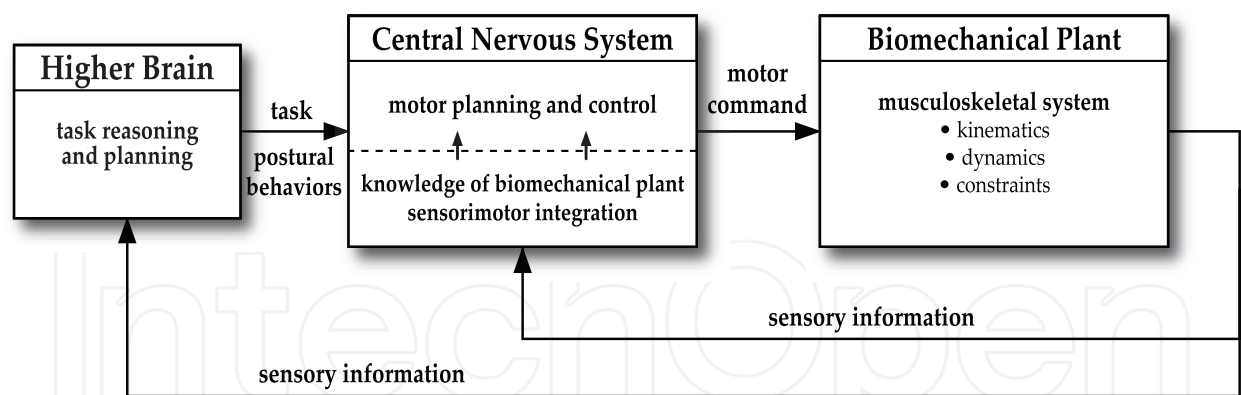 Higher Brain
task reasoning
and planning
task
postural
behaviors
Central Nervous System
motor planning and control
knowledge of biomechanical plant
sensorimotor integration
motor
command
Biomechanical Plant
musculoskeletal system
• kinematics
• dynamics
• constraints
sensory information
sensory information
IntechOpen